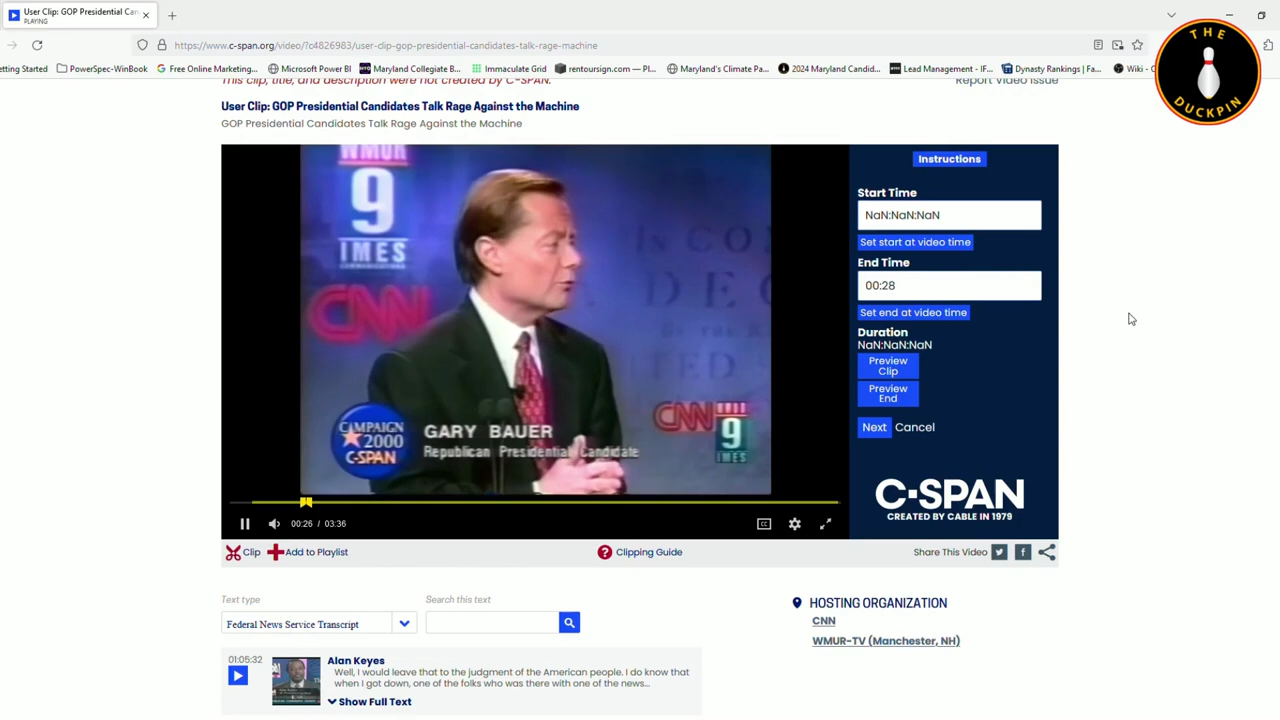 User Clip: GOP Presidential Can
PLAYING
https://www.c-span.org/video/?c4826983/user-clip-gop-presidential-candidates-talk-rage-machine
etting Started
PowerSpec-WinBook
Free Online Marketing...
Microsoft Power BI
Maryland Collegiate B...
Immaculate Grid
rentoursign.com — Pl...
Maryland's Climate Pa...
2024 Maryland Candid...
Lead Management - IF...
Dynasty Rankings | Fa...
Wiki - C
THE
DUCKPIN
This clip, title, and description were not created by C-SPAN.
Report Video Issue
User Clip: GOP Presidential Candidates Talk Rage Against the Machine
GOP Presidential Candidates Talk Rage Against the Machine
WMUR
9
IMES
CNN
CAMPAIGN
2000
C-SPAN
GARY BAUER
Republican Presidential Candidate
CNN
9
IMES
Instructions
Start Time
NaN:NaN:NaN
Set start at video time
End Time
00:28
Set end at video time
Duration
NaN:NaN:NaN
Preview
Clip
Preview
End
Next Cancel
C-SPAN
CREATED BY CABLE IN 1979
00:26 / 03:36
CC
Clip
Add to Playlist
Clipping Guide
Share This Video
Text type
Search this text
Federal News Service Transcript
HOSTING ORGANIZATION
CNN
WMUR-TV (Manchester, NH)
01:05:32
Alan Keyes
Well, I would leave that to the judgment of the American people. I do know that
when I got down, one of the folks who was there with one of the news...
Show Full Text